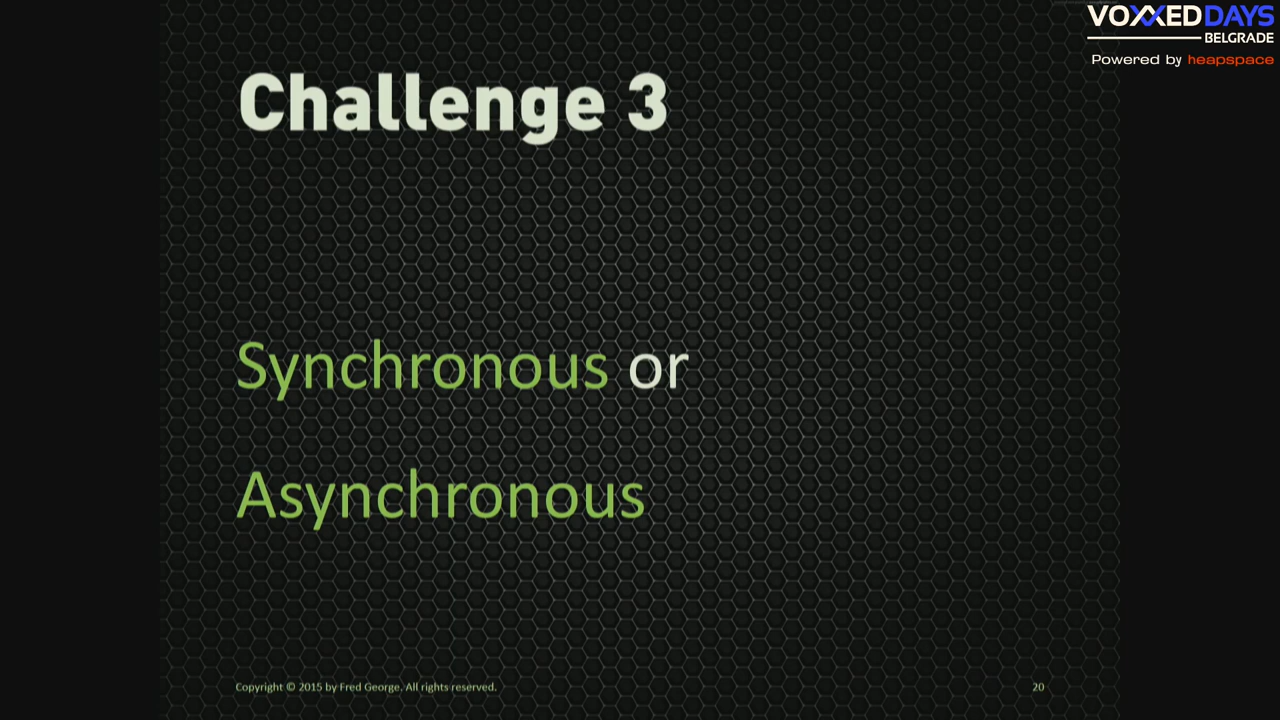 VOXXEDDAYS
BELGRADE
Powered by heapspace
Challenge 3
Synchronous or
Asynchronous
Copyright © 2015 by Fred George. All rights reserved.
20